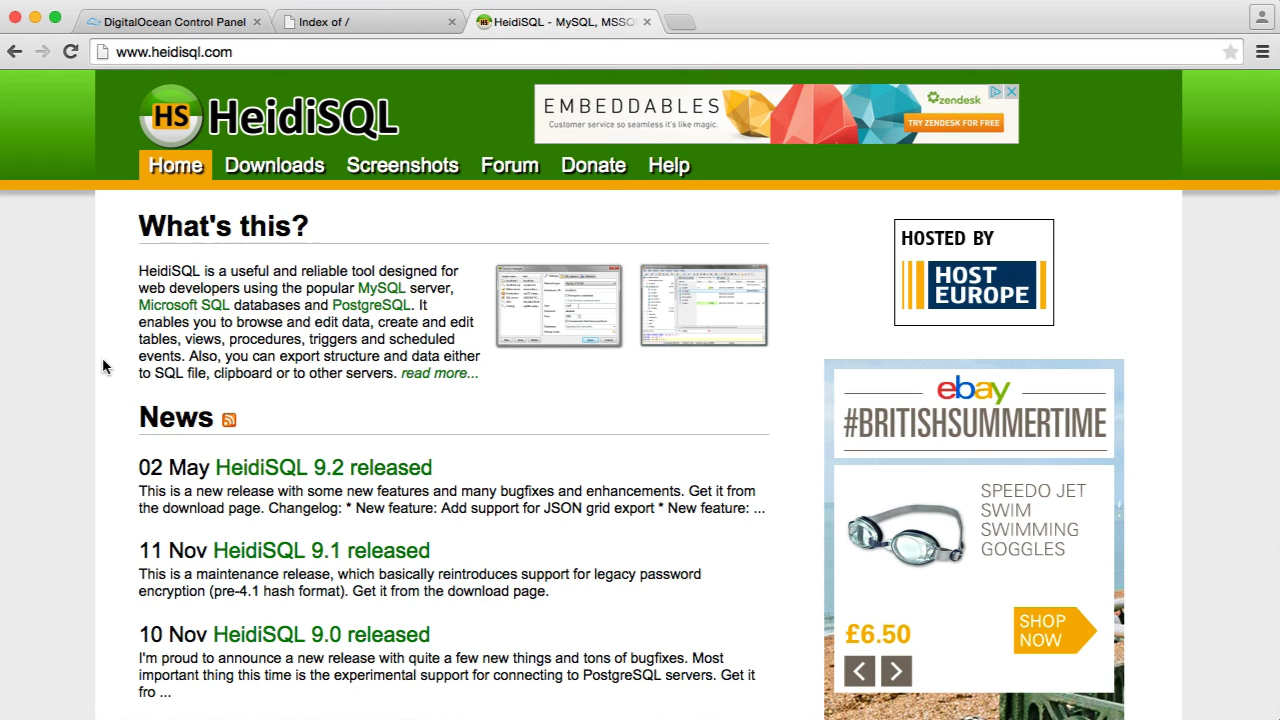 DigitalOcean Control Panel
Index of /
HeidiSQL - MySQL, MSSQ
www.heidisql.com
HS HeidiSQL
EMBEDDABLES
Customer service so seamless it's like magic.
zendesk
TRY ZENDESK FOR FREE
Home Downloads Screenshots Forum Donate Help
What's this?
HeidiSQL is a useful and reliable tool designed for
web developers using the popular MySQL server,
Microsoft SQL databases and PostgreSQL. It
enables you to browse and edit data, create and edit
tables, views, procedures, triggers and scheduled
events. Also, you can export structure and data either
to SQL file, clipboard or to other servers. read more...
HOSTED BY
HOST
EUROPE
News
02 May HeidiSQL 9.2 released
This is a new release with some new features and many bugfixes and enhancements. Get it from
the download page. Changelog: * New feature: Add support for JSON grid export * New feature: ...
11 Nov HeidiSQL 9.1 released
This is a maintenance release, which basically reintroduces support for legacy password
encryption (pre-4.1 hash format). Get it from the download page.
10 Nov HeidiSQL 9.0 released
I'm proud to announce a new release with quite a few new things and tons of bugfixes. Most
important thing this time is the experimental support for connecting to PostgreSQL servers. Get it
fro ...
ebay
#BRITISHSUMMERTIME
SPEEDO JET
SWIM
SWIMMING
GOGGLES
£6.50
SHOP
NOW